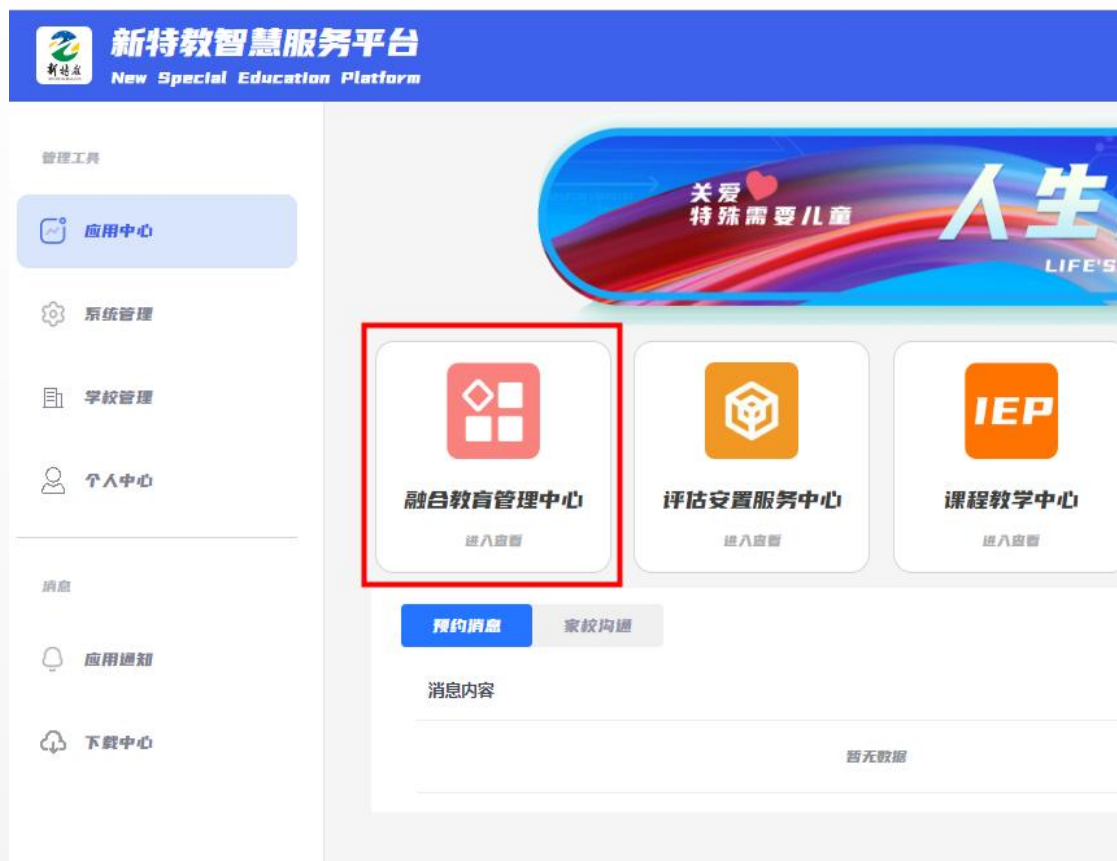 新特教
新特教智慧服务平台
New Special Education Platform
管理工具
应用中心
系统管理
学校管理
个人中心
消息
应用通知
下载中心
关爱
特殊需要儿童
人生
LIFE'S
融合教育管理中心
进入查看
评估安置服务中心
进入查看
IEP
课程教学中心
进入查看
预约消息 家校沟通
消息内容
暂无数据